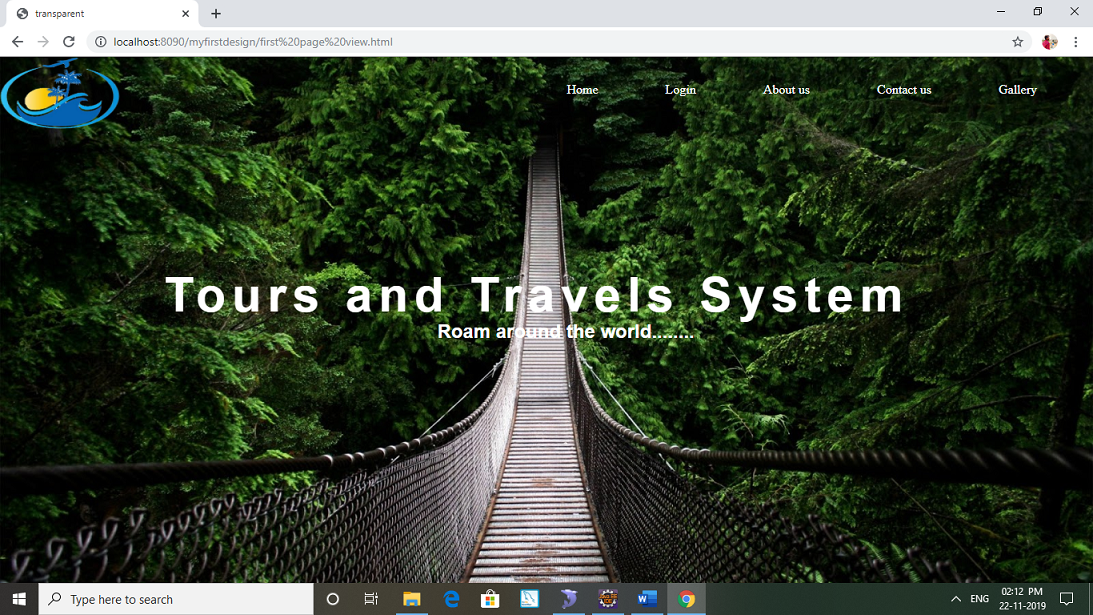 transparent
localhost:8090/myfirstdesign/first%20page%20view.html
Home Login About us Contact us Gallery
Tours and Travels System
Roam around the world........
Type here to search
ENG
02:12 PM
22-11-2019